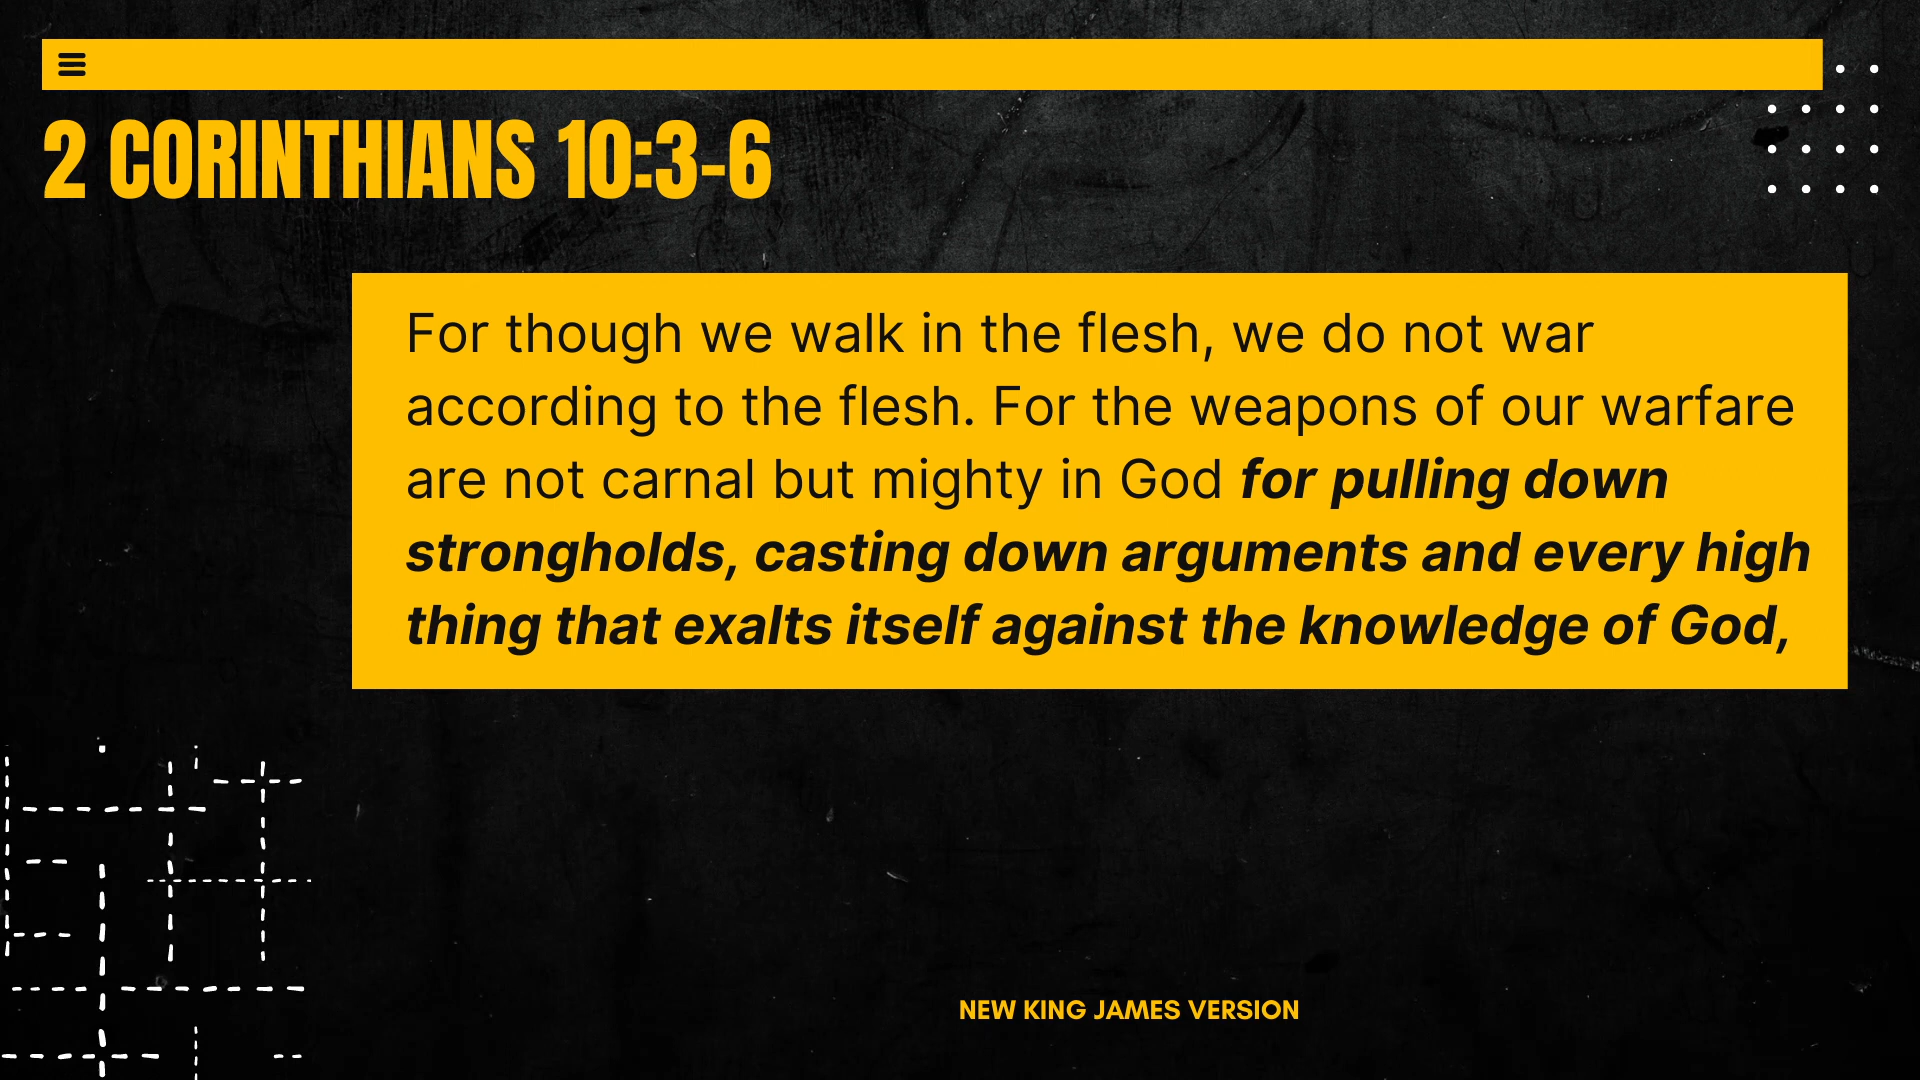 2 CORINTHIANS 10:3-6
For though we walk in the flesh, we do not war
according to the flesh. For the weapons of our warfare
are not carnal but mighty in God for pulling down
strongholds, casting down arguments and every high
thing that exalts itself against the knowledge of God,
NEW KING JAMES VERSION